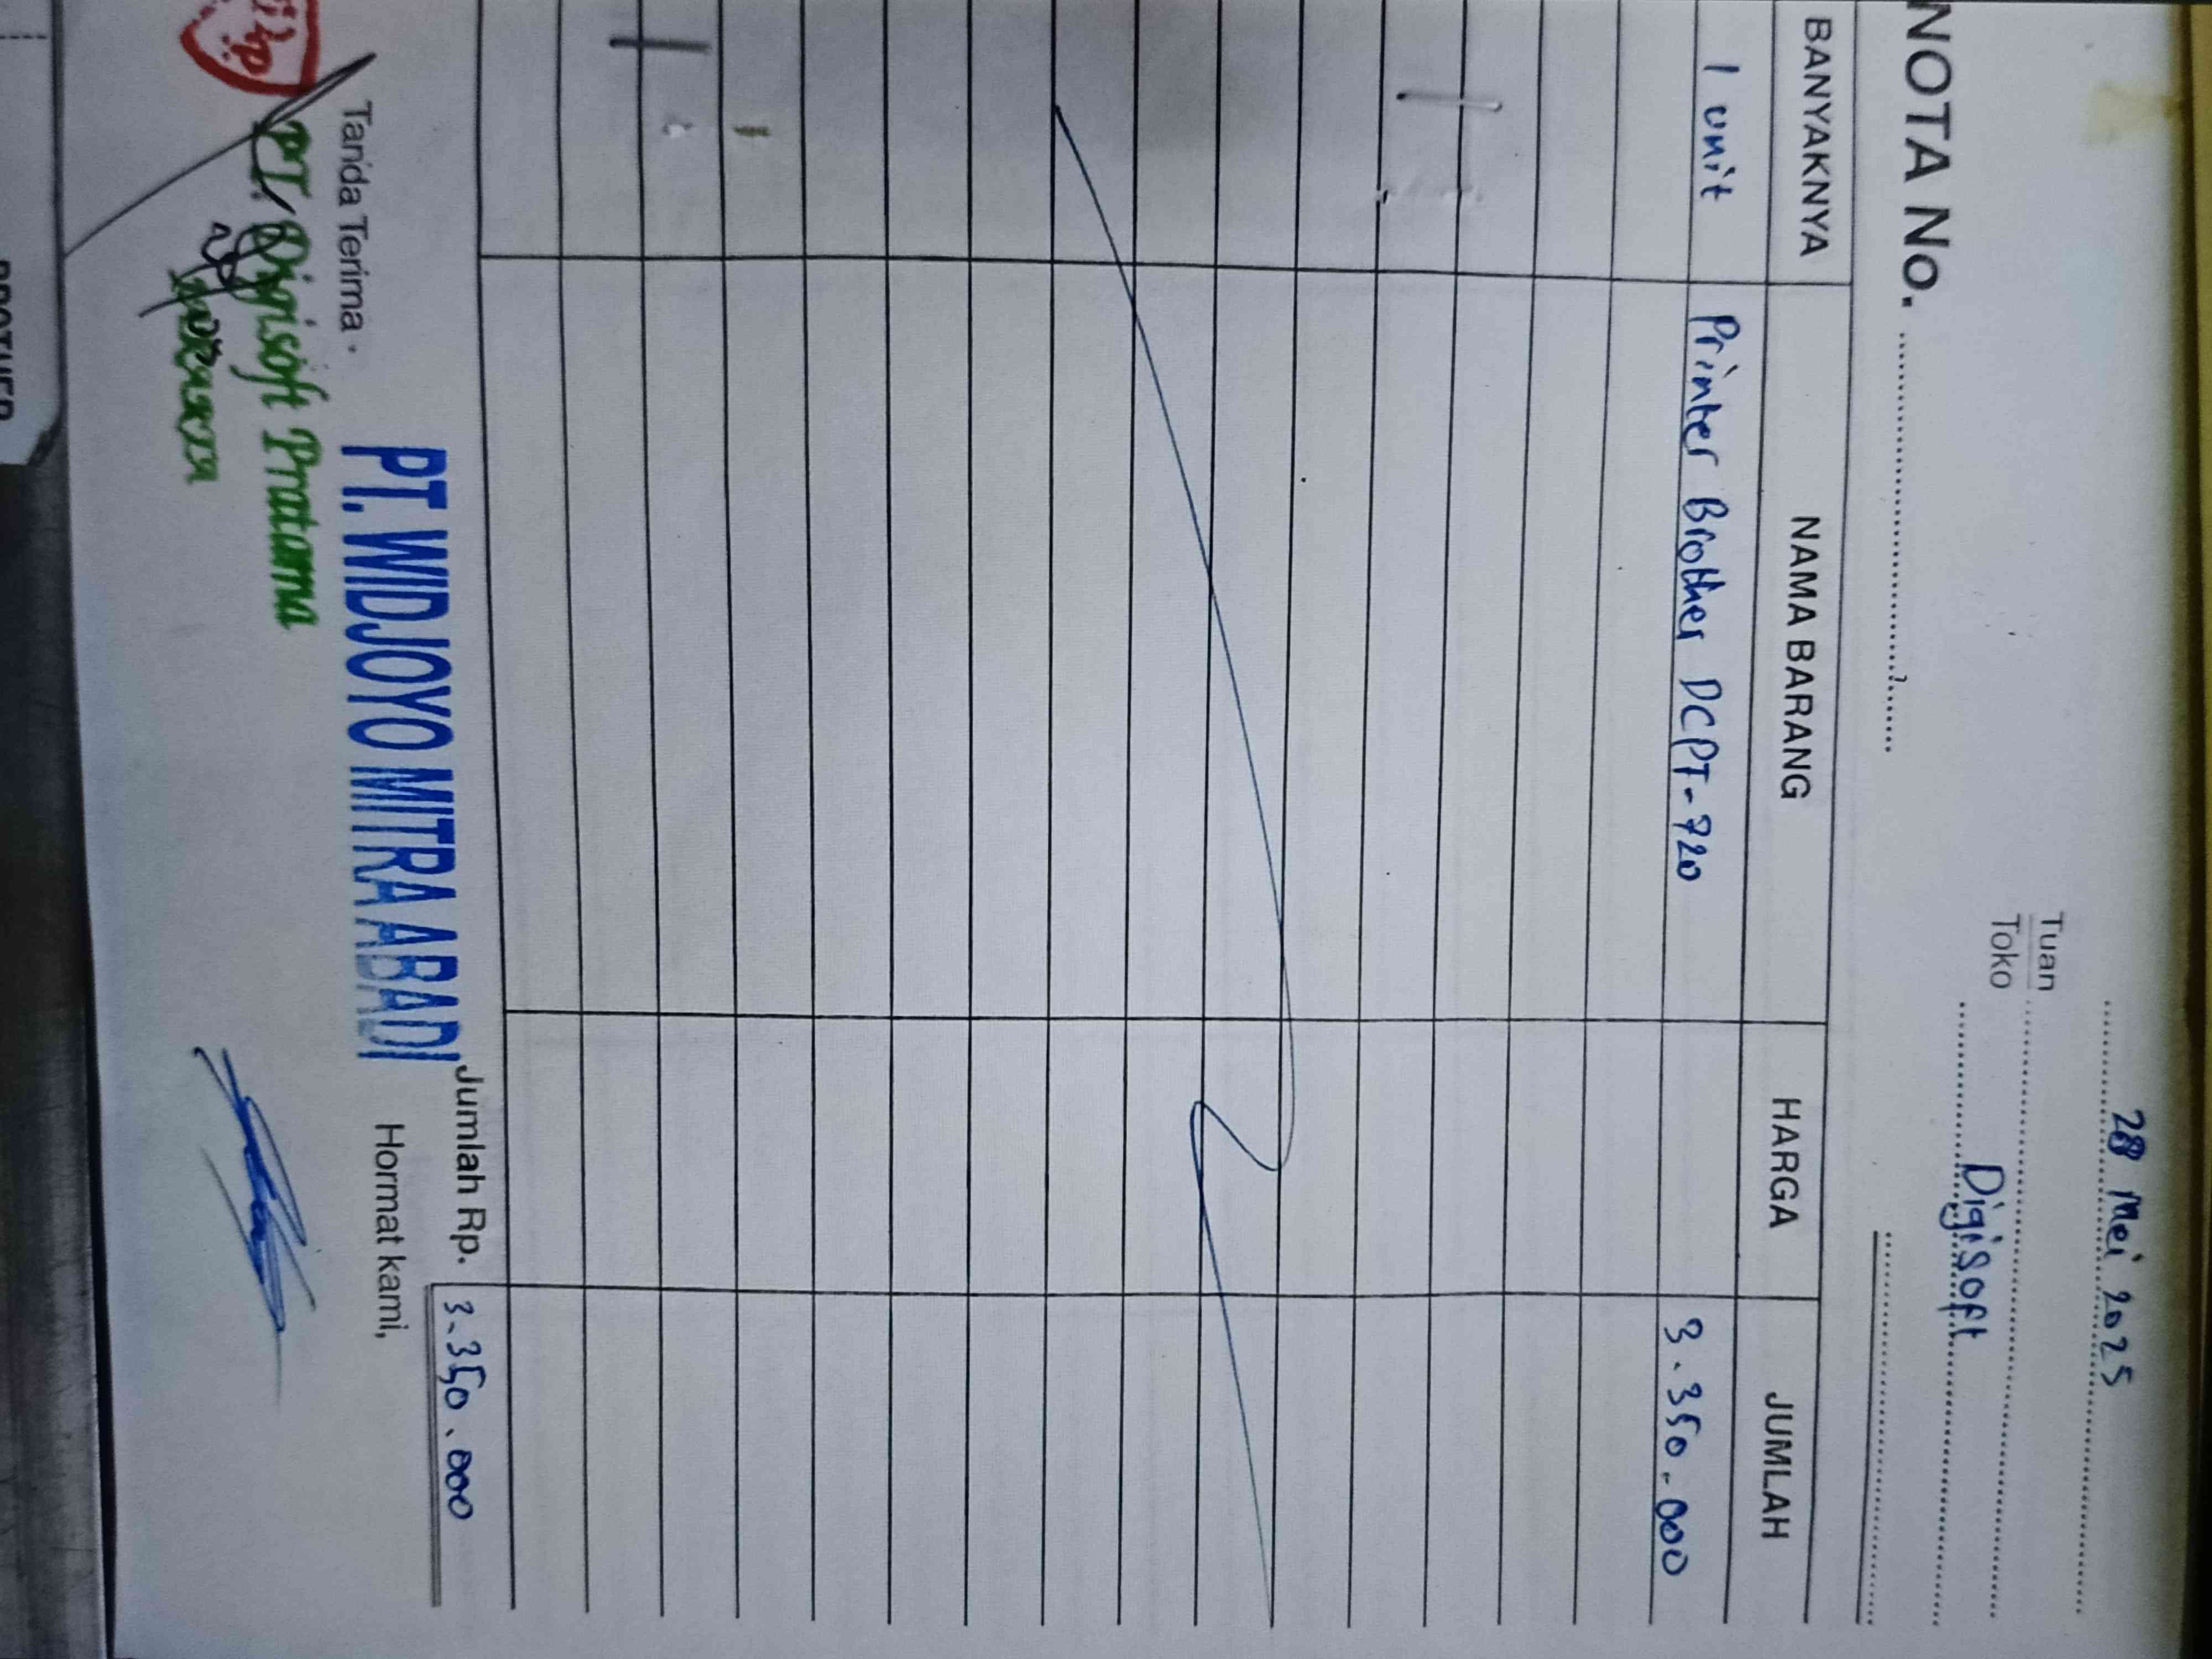 28 Mei 2025
Tuan
Toko
Digisoft
NOTA No.
BANYAKNYA NAMA BARANG HARGA JUMLAH
1 unit Printer Brother DCPT-720 3.350.000
Jumlah Rp. 3.350.000
Tanda Terima
PT. WIDJOYO MITRA ABADI
Hormat kami,
PT. Digisoft Pratama
BROTHER